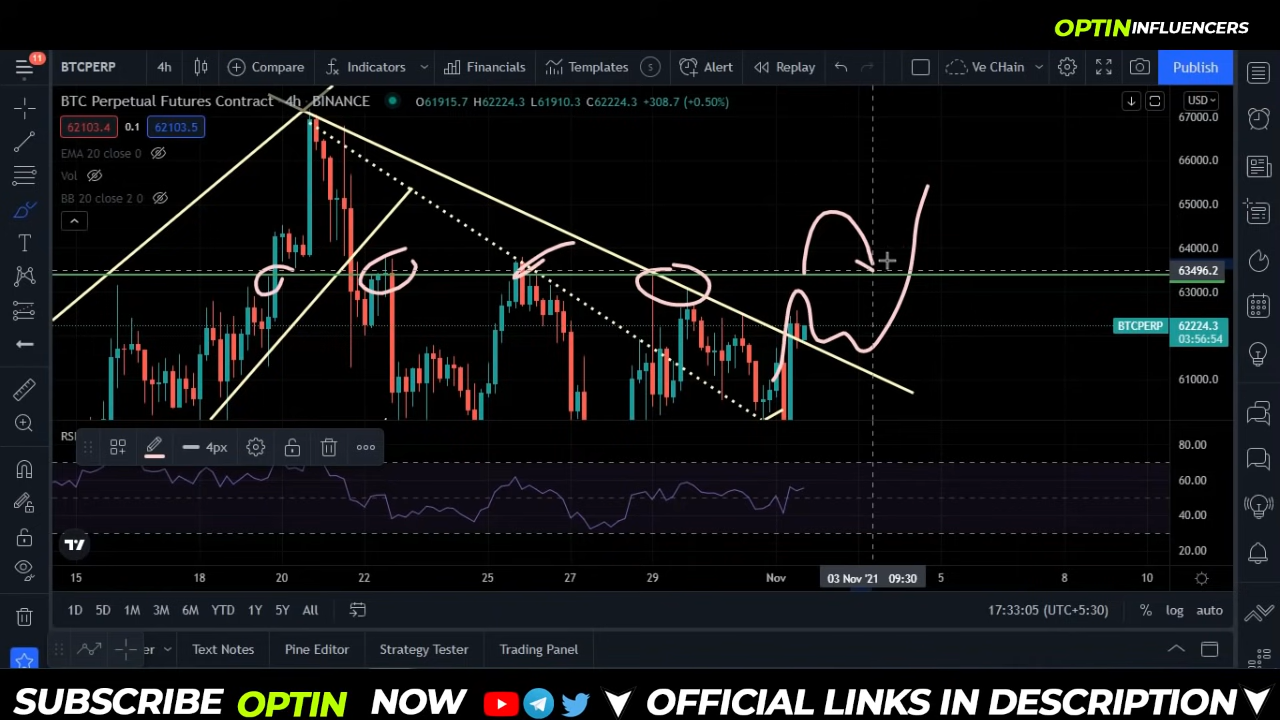 OPTIN INFLUENCERS
11
BTCPERP 4h Compare Indicators Financials Templates S Alert Replay Ve CHain Publish
BTC Perpetual Futures Contract · 4h · BINANCE O61915.7 H62224.3 L61910.3 C62224.3 +308.7 (+0.50%) USD
62103.4 0.1 62103.5
EMA 20 close 0
Vol
BB 20 close 2 0
67000.0
66000.0
65000.0
64000.0
63496.2
63000.0
BTCPERP 62224.3
03:56:54
61000.0
RSI
4px
80.00
60.00
40.00
20.00
15 18 20 22 25 27 29 Nov 03 Nov '21 09:30 5 8 10
1D 5D 1M 3M 6M YTD 1Y 5Y All 17:33:05 (UTC+5:30) % log auto
er Text Notes Pine Editor Strategy Tester Trading Panel
SUBSCRIBE OPTIN NOW OFFICIAL LINKS IN DESCRIPTION